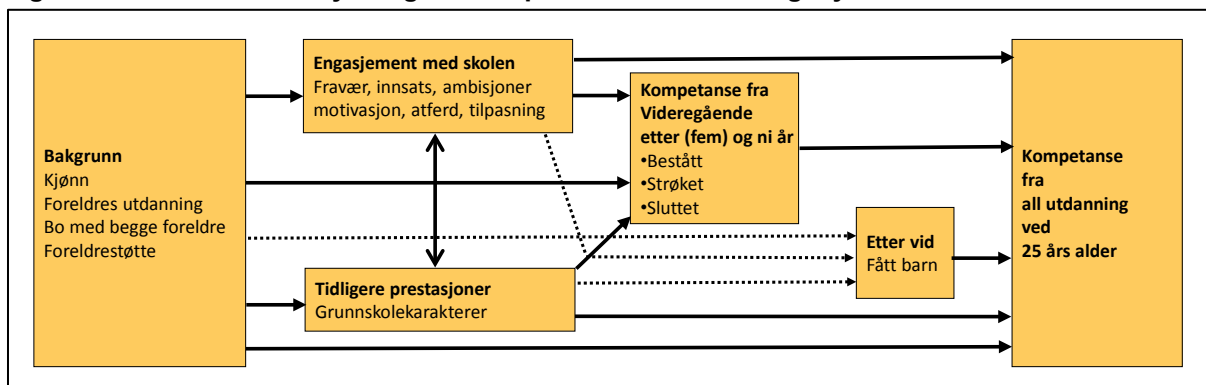 Bakgrunn
Kjønn
Foreldres utdanning
Bo med begge foreldre
Foreldrestøtte
Engasjement med skolen
Fravær, innsats, ambisjoner
motivasjon, atferd, tilpasning
Tidligere prestasjoner
Grunnskolekarakterer
Kompetanse fra
Videregående
etter (fem) og ni år
•Bestått
•Strøket
•Sluttet
Etter vid
Fått barn
Kompetanse
fra
all utdanning
ved
25 års alder